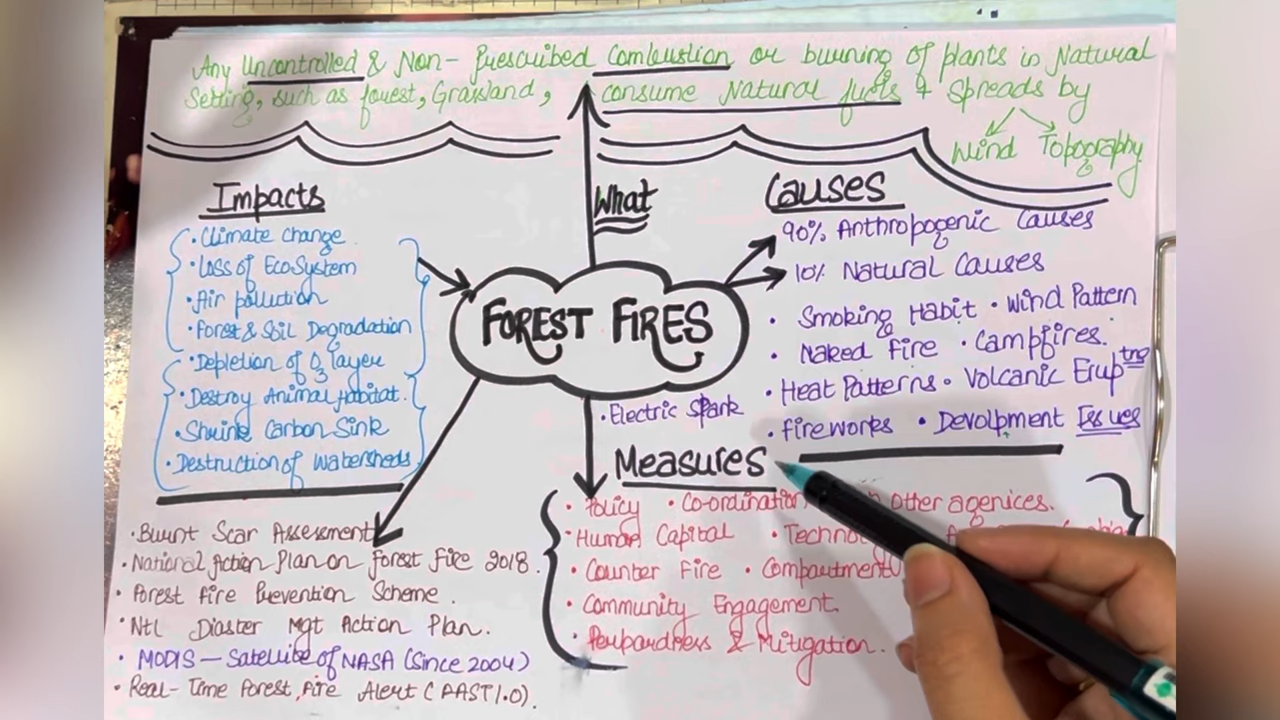 Any Uncontrolled & Non-Prescribed Combustion or burning of plants in Natural
Setting, such as forest, Grassland, consume Natural fuels & Spreads by
Wind Topography
What
Impacts
• Climate change
• Loss of EcoSystem
• Air pollution
• Forest & Soil Degradation
• Depletion of O3 layer
• Destroy Animal Habitat.
• Shrink Carbon Sink
• Destruction of Watersheds
FOREST FIRES
Causes
90% Anthropogenic Causes
10% Natural Causes
• Smoking Habit • Wind Pattern
• Naked Fire • Campfires.
• Heat Patterns • Volcanic Eruptns
• Electric Spark
• fireworks • Devolpment Issues
Measures
• Policy • Co-ordination other agenices.
• Human Capital
• Counter Fire
• Community Engagement.
• Perpardness & Mitigation.
• Burnt Scar Assesement
• National Action Plan on Forest Fire 2018.
• Forest Fire Prevention Scheme.
• Ntl Diaster Mgt Action Plan.
• MODIS – Satellite of NASA (Since 2004)
• Real-Time Forest Fire Alert (AAST 1.0).